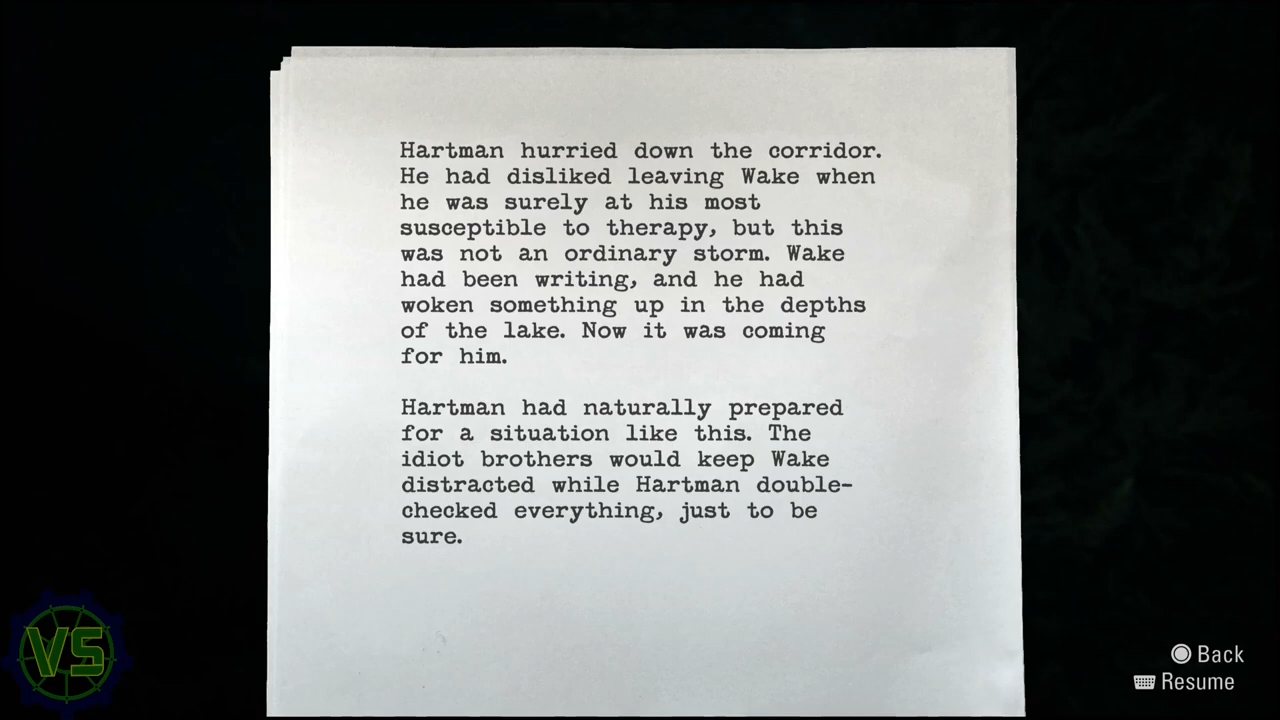 Hartman hurried down the corridor.
He had disliked leaving Wake when
he was surely at his most
susceptible to therapy, but this
was not an ordinary storm. Wake
had been writing, and he had
woken something up in the depths
of the lake. Now it was coming
for him.
Hartman had naturally prepared
for a situation like this. The
idiot brothers would keep Wake
distracted while Hartman double-
checked everything, just to be
sure.
VS
Back
Resume